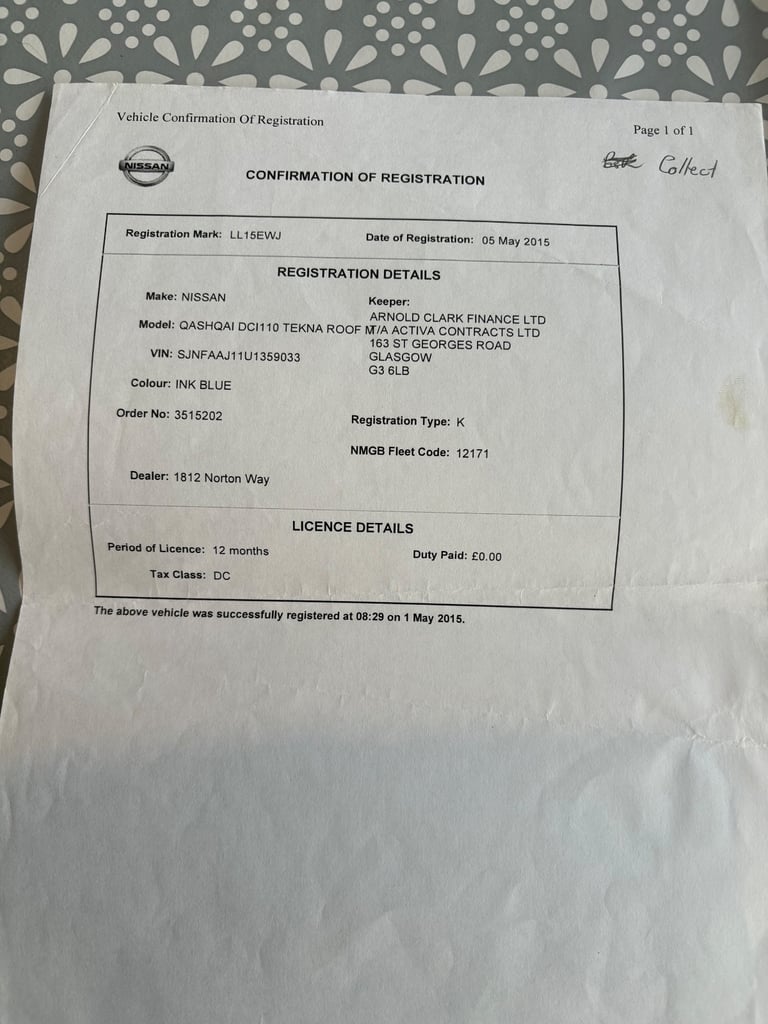 Vehicle Confirmation Of Registration
Page 1 of 1
Collect
NISSAN
CONFIRMATION OF REGISTRATION
Registration Mark: LL15EWJ Date of Registration: 05 May 2015
REGISTRATION DETAILS
Make: NISSAN
Keeper:
ARNOLD CLARK FINANCE LTD
Model: QASHQAI DCI110 TEKNA ROOF M T/A ACTIVA CONTRACTS LTD
163 ST GEORGES ROAD
VIN: SJNFAAJ11U1359033 GLASGOW
G3 6LB
Colour: INK BLUE
Order No: 3515202 Registration Type: K
NMGB Fleet Code: 12171
Dealer: 1812 Norton Way
LICENCE DETAILS
Period of Licence: 12 months Duty Paid: £0.00
Tax Class: DC
The above vehicle was successfully registered at 08:29 on 1 May 2015.